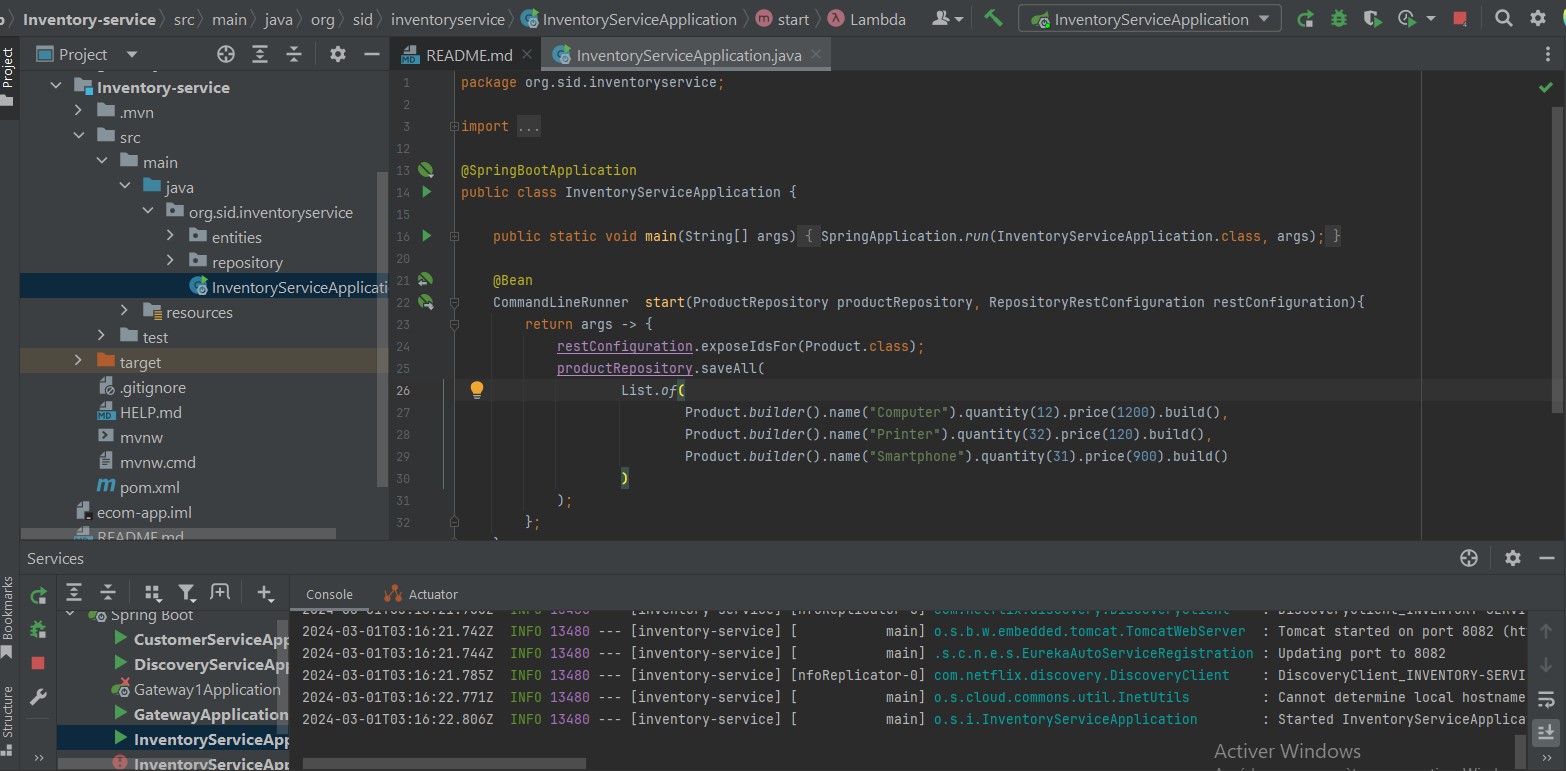 Inventory-service src main java org sid inventoryservice InventoryServiceApplication start Lambda InventoryServiceApplication
Project
Project
README.md InventoryServiceApplication.java
Inventory-service
.mvn
src
main
java
org.sid.inventoryservice
entities
repository
InventoryServiceApplicati
resources
test
target
.gitignore
HELP.md
mvnw
mvnw.cmd
pom.xml
ecom-app.iml
README.md
1 package org.sid.inventoryservice;
2
3 import ...
12
13 @SpringBootApplication
14 public class InventoryServiceApplication {
15
16 public static void main(String[] args) { SpringApplication.run(InventoryServiceApplication.class, args); }
20
21 @Bean
22 CommandLineRunner start(ProductRepository productRepository, RepositoryRestConfiguration restConfiguration){
23 return args -> {
24 restConfiguration.exposeIdsFor(Product.class);
25 productRepository.saveAll(
26 List.of(
27 Product.builder().name("Computer").quantity(12).price(1200).build(),
28 Product.builder().name("Printer").quantity(32).price(120).build(),
29 Product.builder().name("Smartphone").quantity(31).price(900).build()
30 )
31 );
32 };
Services
Bookmarks
Structure
Spring Boot
CustomerServiceApp
DiscoveryServiceApp
Gateway1Application
GatewayApplication
InventoryServiceApp
InventoryServiceApp
Console Actuator
INFO 13480 --- [inventory-service] [nfoReplicator-0] com.netflix.discovery.DiscoveryClient : DiscoveryClient_INVENTORY-SERVI
2024-03-01T03:16:21.742Z INFO 13480 --- [inventory-service] [ main] o.s.b.w.embedded.tomcat.TomcatWebServer : Tomcat started on port 8082 (ht
2024-03-01T03:16:21.744Z INFO 13480 --- [inventory-service] [ main] .s.c.n.e.s.EurekaAutoServiceRegistration : Updating port to 8082
2024-03-01T03:16:21.785Z INFO 13480 --- [inventory-service] [nfoReplicator-0] com.netflix.discovery.DiscoveryClient : DiscoveryClient_INVENTORY-SERVI
2024-03-01T03:16:22.771Z INFO 13480 --- [inventory-service] [ main] o.s.cloud.commons.util.InetUtils : Cannot determine local hostname
2024-03-01T03:16:22.806Z INFO 13480 --- [inventory-service] [ main] o.s.i.InventoryServiceApplication : Started InventoryServiceApplica
Activer Windows